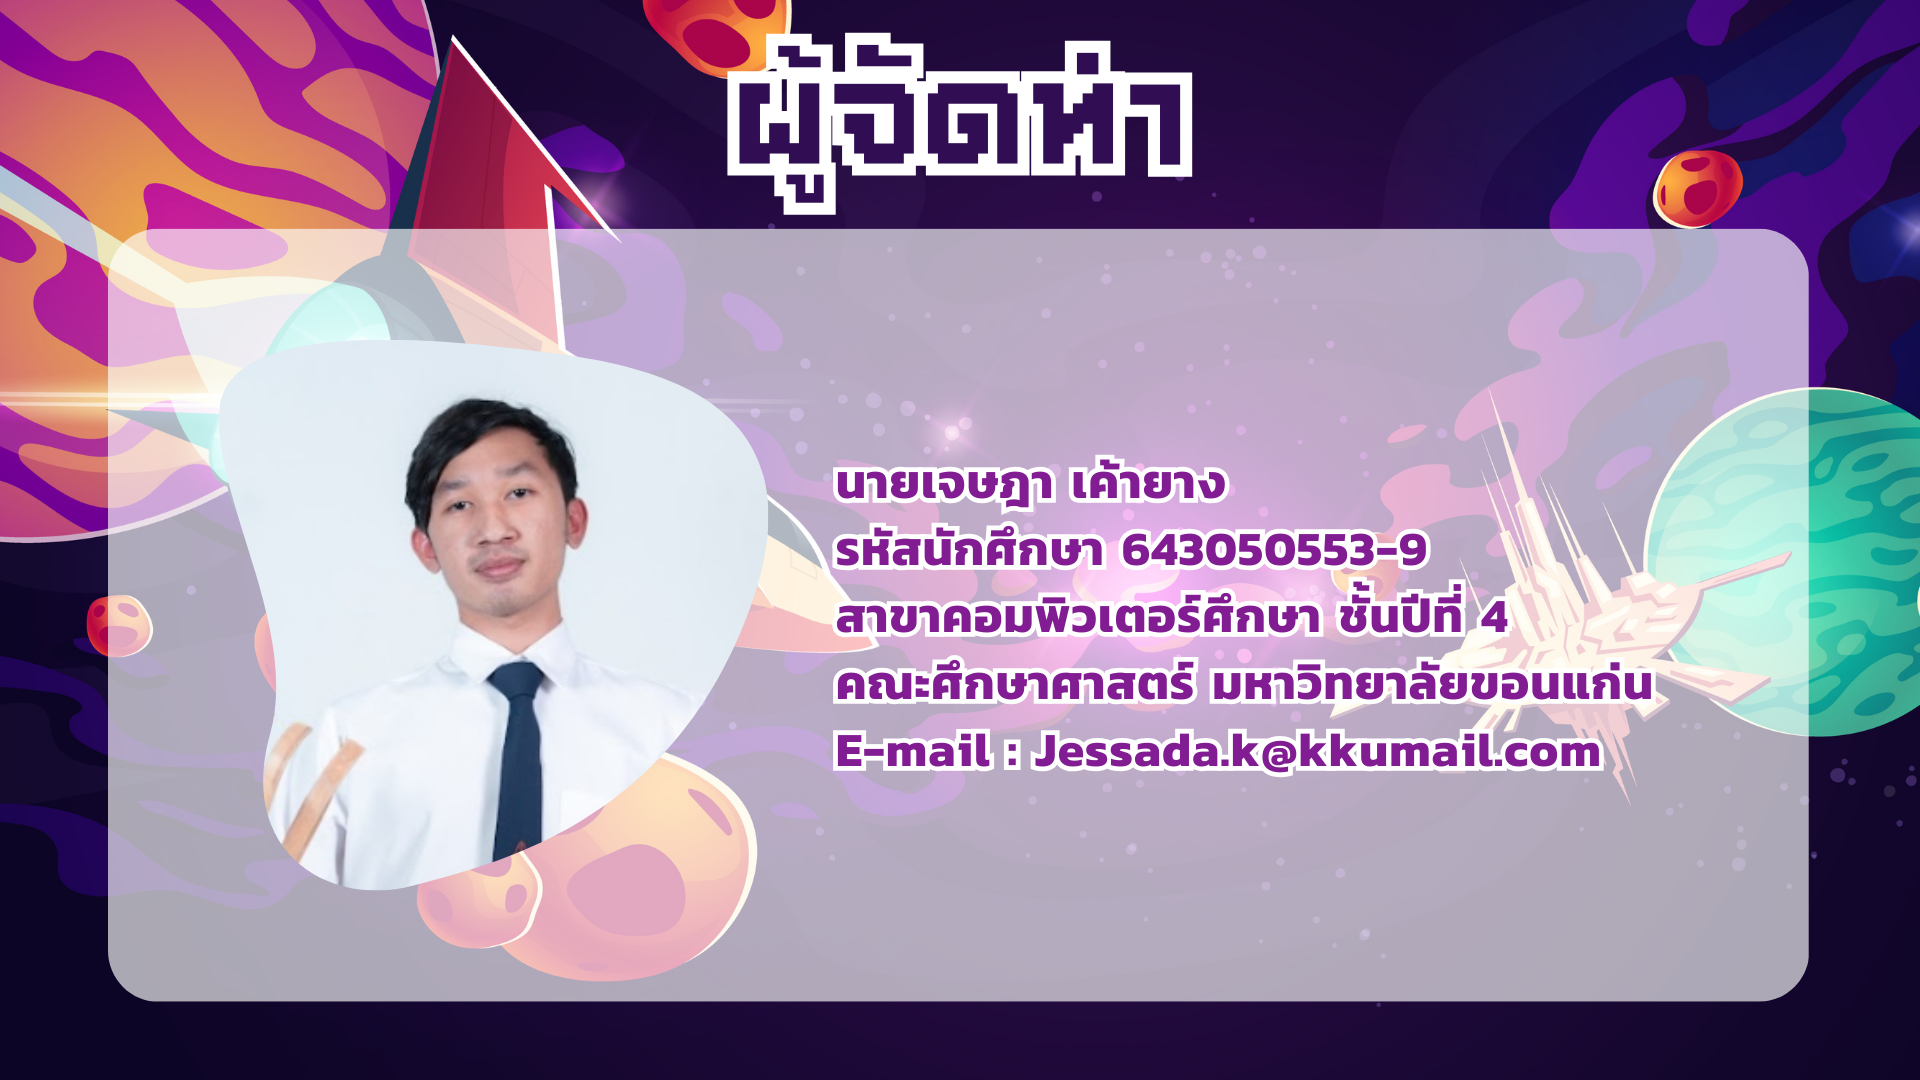 ผู้จัดทำ
นายเจษฎา เค้ายาง
รหัสนักศึกษา 643050553-9
สาขาคอมพิวเตอร์ศึกษา ชั้นปีที่ 4
คณะศึกษาศาสตร์ มหาวิทยาลัยขอนแก่น
E-mail : Jessada.k@kkumail.com